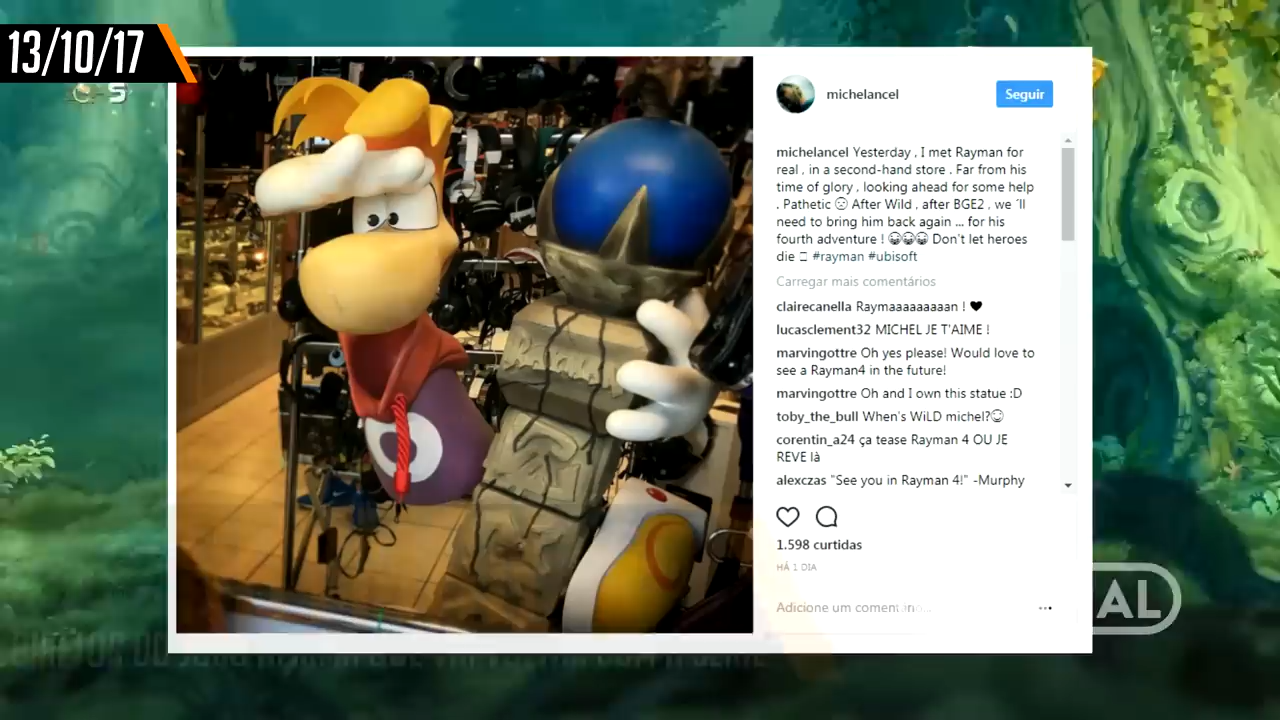 13/10/17
S
michelancel
Seguir
michelancel Yesterday , I met Rayman for
real , in a second-hand store . Far from his
time of glory , looking ahead for some help
. Pathetic ☹ After Wild , after BGE2 , we ´ll
need to bring him back again ... for his
fourth adventure ! 😀😀😀 Don't let heroes
die □ #rayman #ubisoft
Carregar mais comentários
clairecanella Raymaaaaaaaaan ! ♥
lucasclement32 MICHEL JE T'AIME !
marvingottre Oh yes please! Would love to
see a Rayman4 in the future!
marvingottre Oh and I own this statue :D
toby_the_bull When's WiLD michel?☺
corentin_a24 ça tease Rayman 4 OU JE
REVE là
alexczas "See you in Rayman 4!" -Murphy
1.598 curtidas
HÁ 1 DIA
Adicione um comentário...
AL